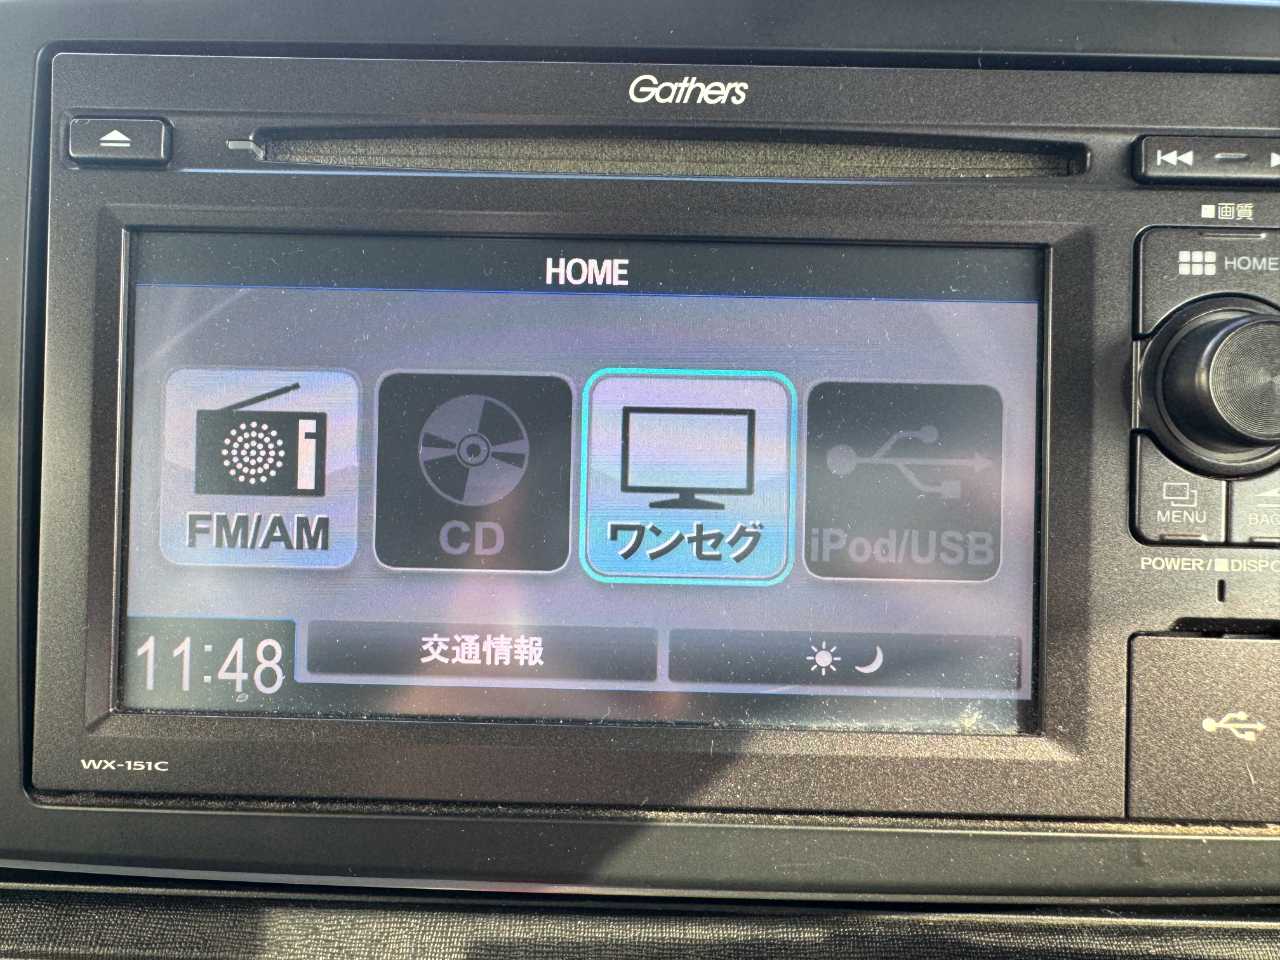 Gathers
■画質
HOME
HOME
FM/AM
CD
ワンセグ
iPod/USB
MENU
POWER/■DISP
11:48
交通情報
WX-151C